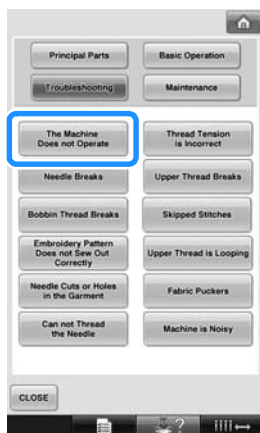 Principal Parts
Basic Operation
Troubleshooting
Maintenance
The Machine
Does not Operate
Thread Tension
is Incorrect
Needle Breaks
Upper Thread Breaks
Bobbin Thread Breaks
Skipped Stitches
Embroidery Pattern
Does not Sew Out
Correctly
Upper Thread is Looping
Needle Cuts or Holes
in the Garment
Fabric Puckers
Can not Thread
the Needle
Machine is Noisy
CLOSE
?